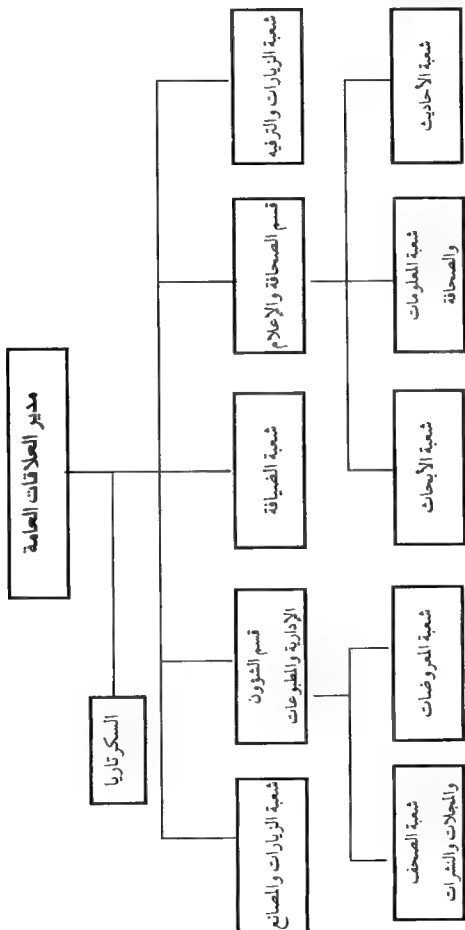 مدير العلاقات العامة
السكرتاريا
شعبة الزيارات والترفيه
قسم الصحافة والإعلام
شعبة الضيافة
قسم الشؤون
الإدارية والمطبوعات
شعبة الزيارات والمصانع
شعبة الأحاديث
شعبة المعلومات
والصحافة
شعبة الأبحاث
شعبة المعروضات
شعبة الصحف
والمجلات والنشرات